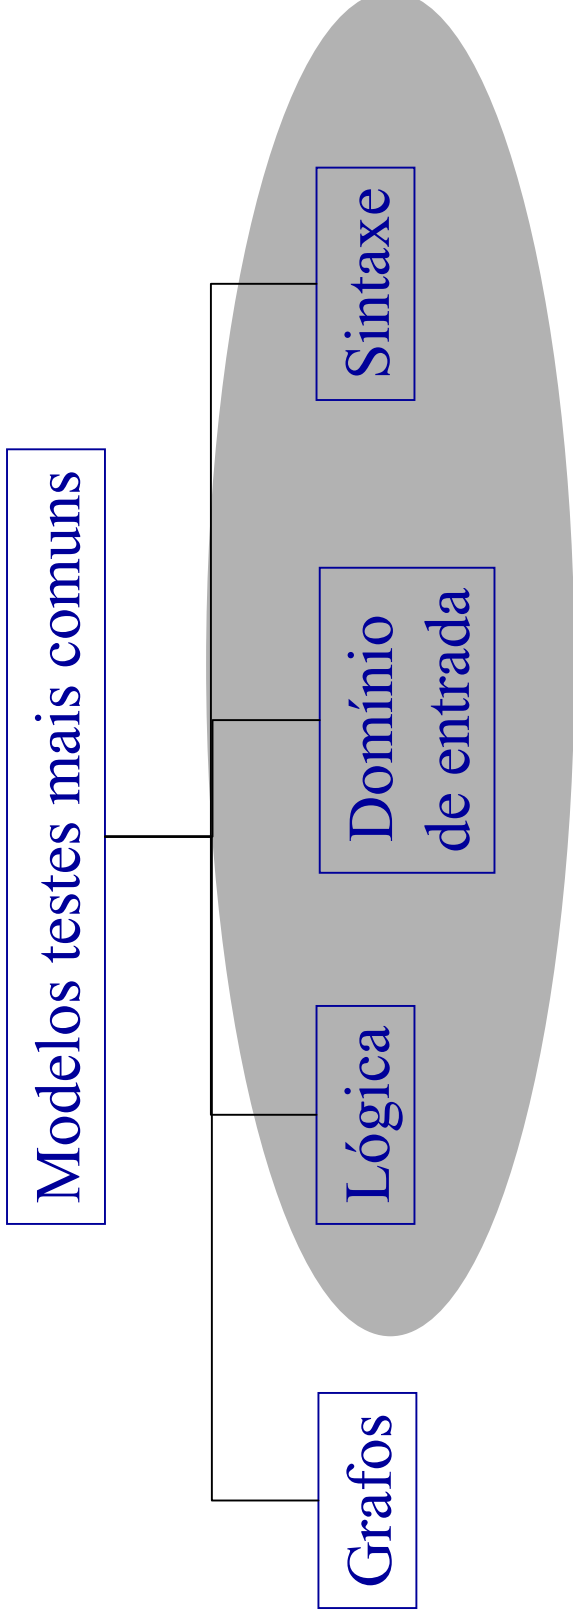 Modelos testes mais comuns
Grafos
Lógica
Domínio
de entrada
Sintaxe